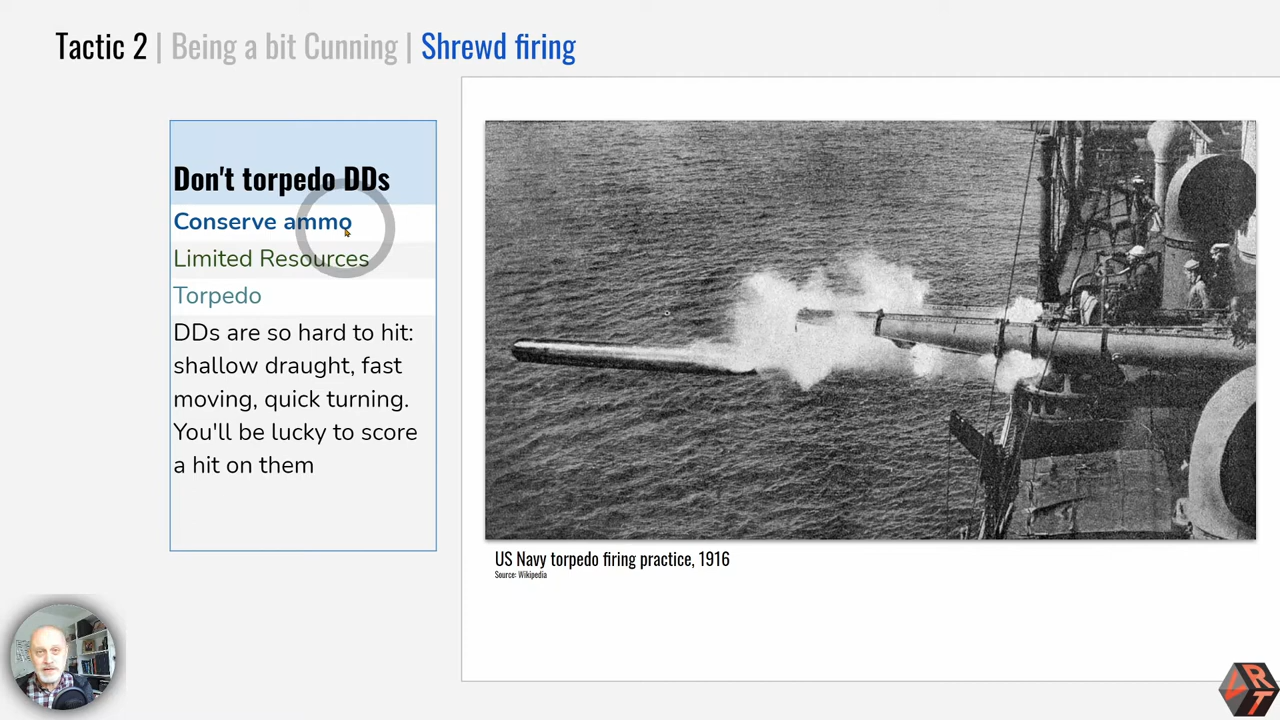 Tactic 2 | Being a bit Cunning | Shrewd firing
Don't torpedo DDs
Conserve ammo
Limited Resources
Torpedo
DDs are so hard to hit:
shallow draught, fast
moving, quick turning.
You'll be lucky to score
a hit on them
US Navy torpedo firing practice, 1916
Source: Wikipedia
RT